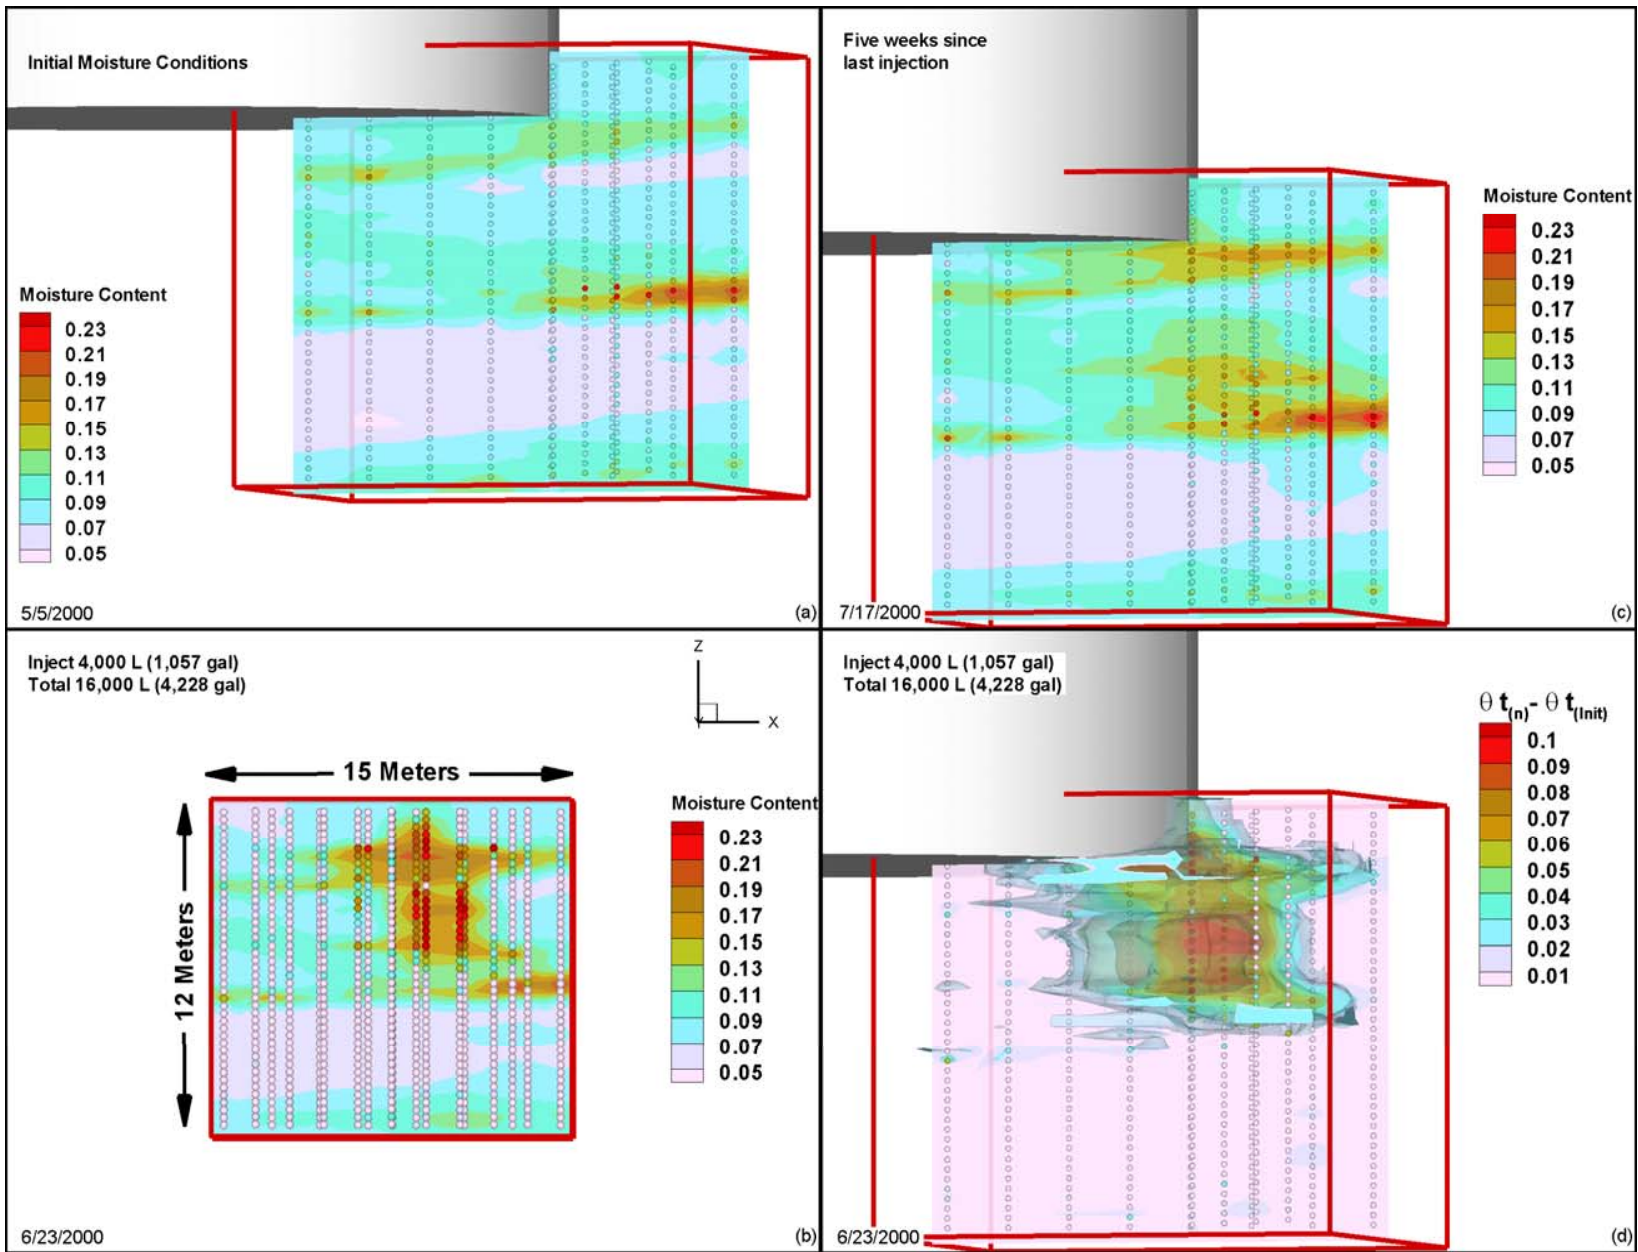 Initial Moisture Conditions
Moisture Content
0.23
0.21
0.19
0.17
0.15
0.13
0.11
0.09
0.07
0.05
5/5/2000
(a)
Five weeks since
last injection
Moisture Content
0.23
0.21
0.19
0.17
0.15
0.13
0.11
0.09
0.07
0.05
7/17/2000
(c)
Inject 4,000 L (1,057 gal)
Total 16,000 L (4,228 gal)
Z
X
15 Meters
12 Meters
Moisture Content
0.23
0.21
0.19
0.17
0.15
0.13
0.11
0.09
0.07
0.05
6/23/2000
(b)
Inject 4,000 L (1,057 gal)
Total 16,000 L (4,228 gal)
θ t(n)- θ t(Init)
0.1
0.09
0.08
0.07
0.06
0.05
0.04
0.03
0.02
0.01
6/23/2000
(d)